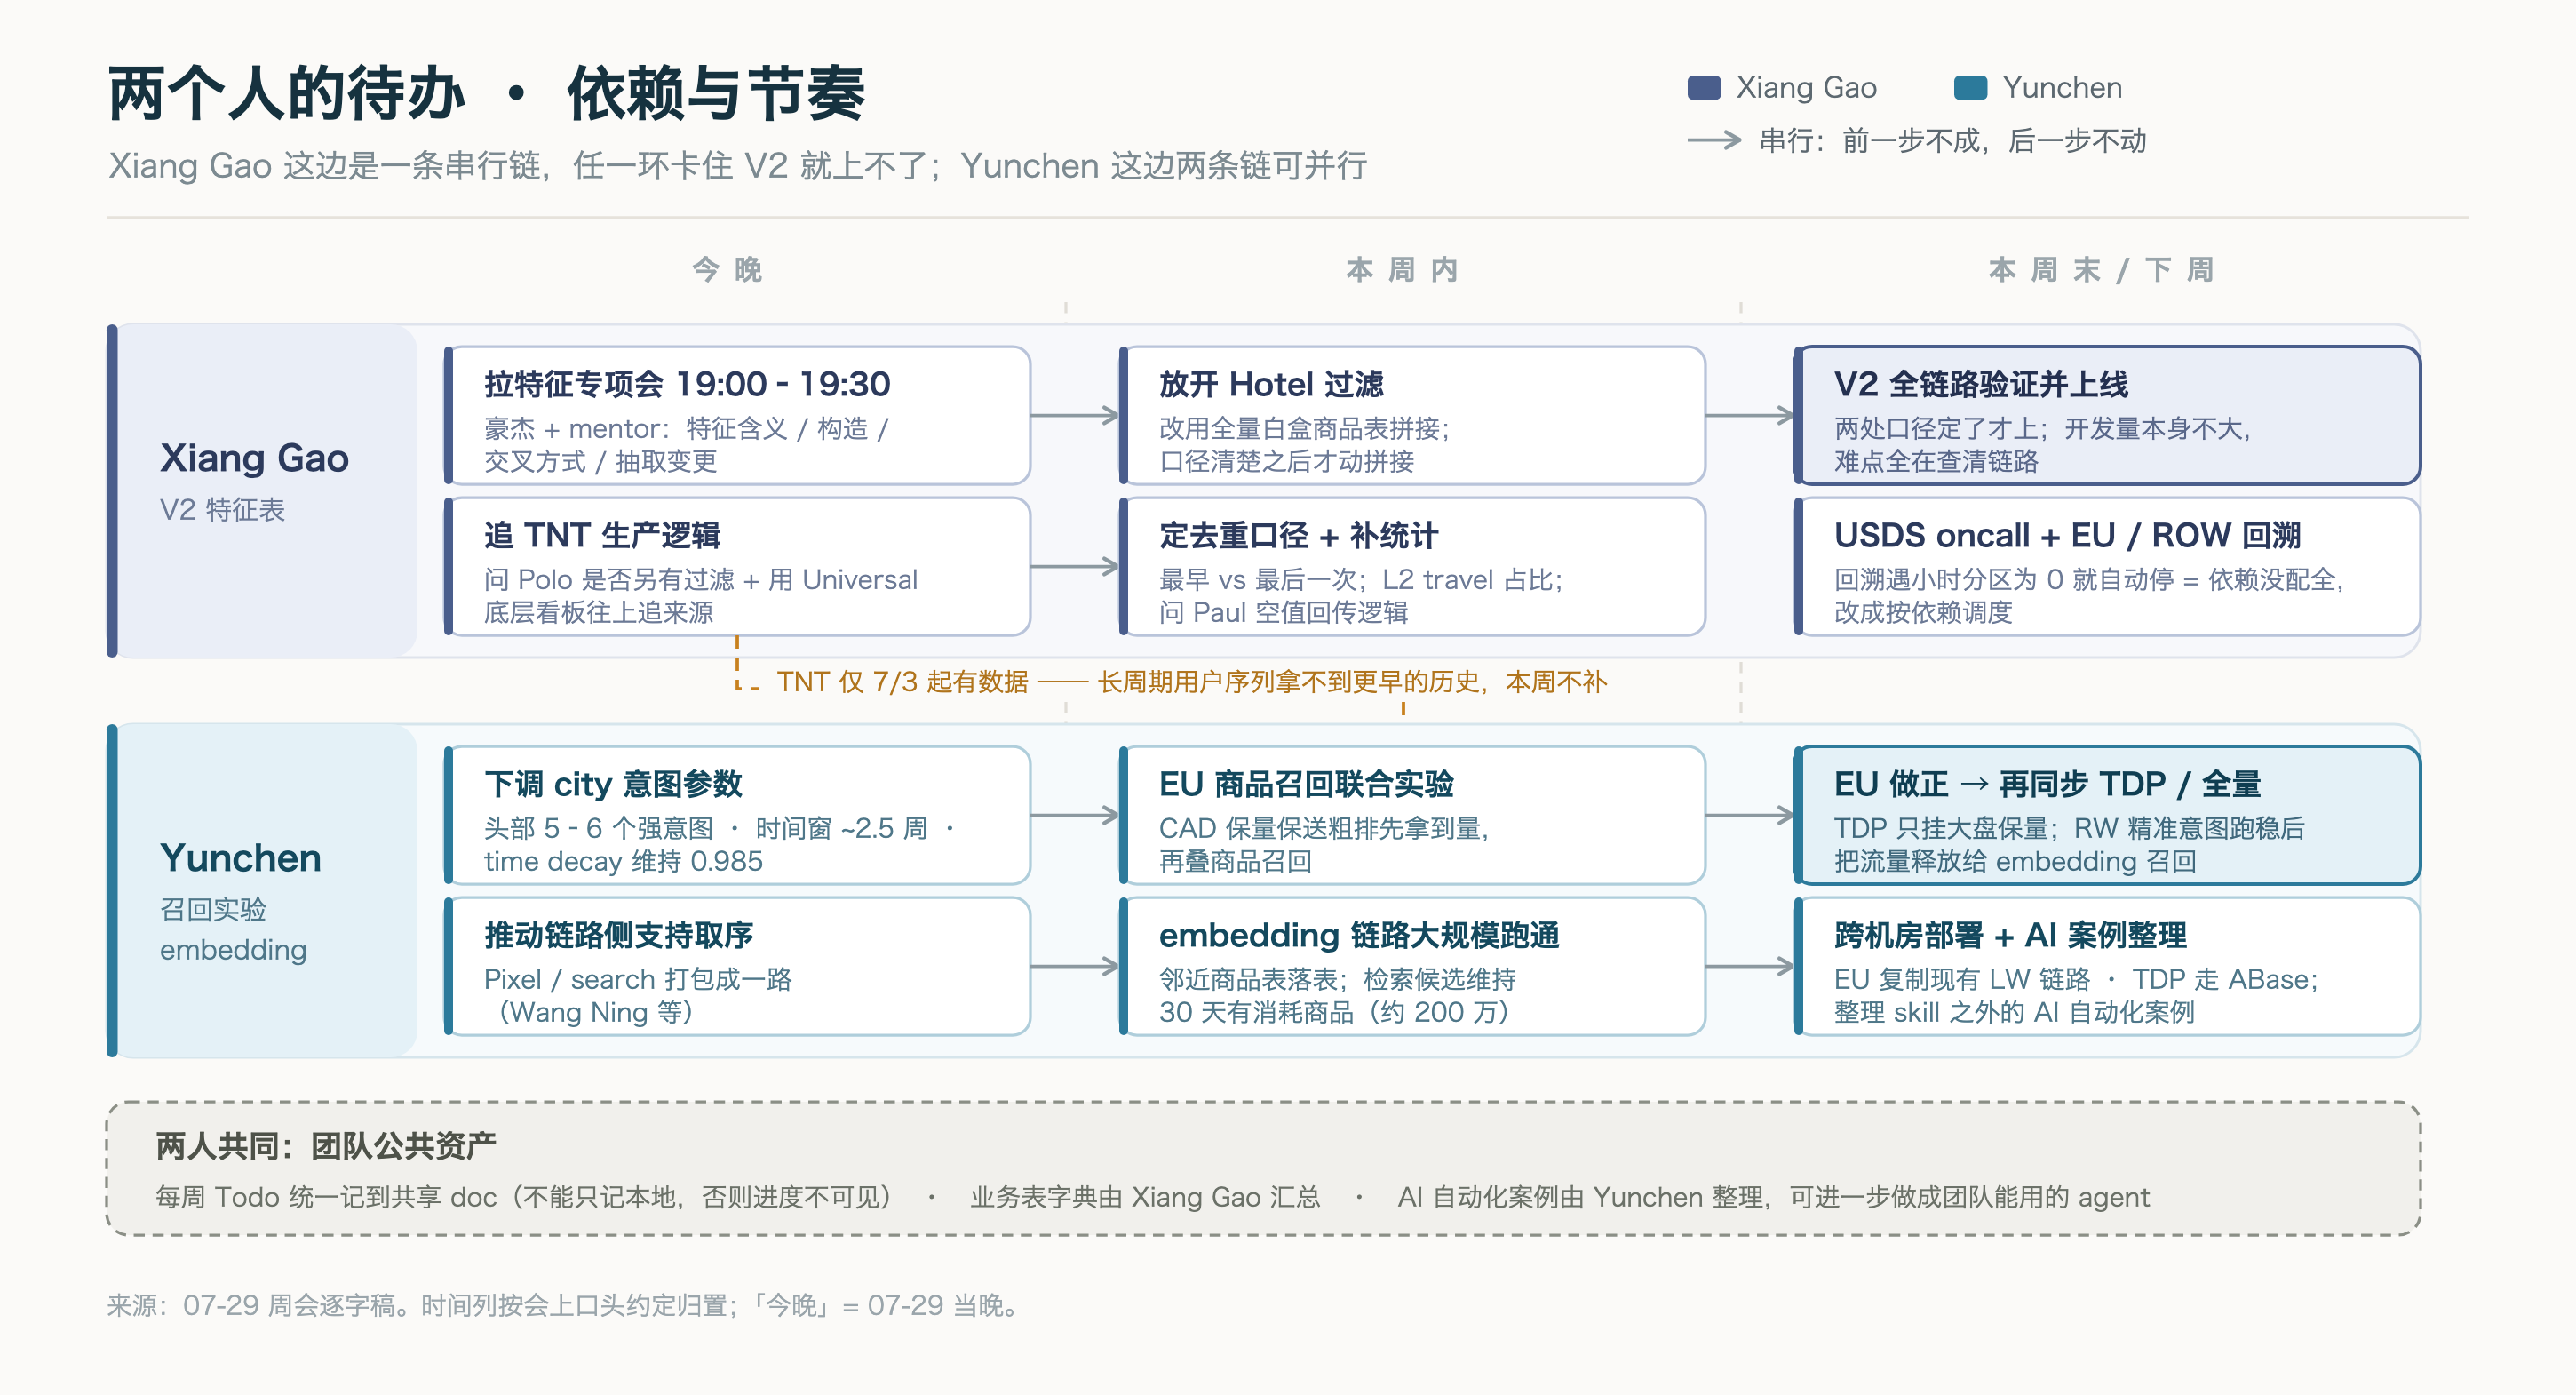 两个人的待办 · 依赖与节奏
Xiang Gao 这边是一条串行链，任一环卡住 V2 就上不了；Yunchen 这边两条链可并行
Xiang Gao
Yunchen
串行：前一步不成，后一步不动
今晚
本周内
本周末 / 下周
Xiang Gao
V2 特征表
拉特征专项会 19:00 - 19:30
豪杰 + mentor：特征含义 / 构造 /
交叉方式 / 抽取变更
放开 Hotel 过滤
改用全量白盒商品表拼接；
口径清楚之后才动拼接
V2 全链路验证并上线
两处口径定了才上；开发量本身不大，
难点全在查清链路
追 TNT 生产逻辑
问 Polo 是否另有过滤 + 用 Universal
底层看板往上追来源
定去重口径 + 补统计
最早 vs 最后一次；L2 travel 占比；
问 Paul 空值回传逻辑
USDS oncall + EU / ROW 回溯
回溯遇小时分区为 0 就自动停 = 依赖没配全，
改成按依赖调度
TNT 仅 7/3 起有数据 —— 长周期用户序列拿不到更早的历史，本周不补
Yunchen
召回实验
embedding
下调 city 意图参数
头部 5 - 6 个强意图 · 时间窗 ~2.5 周 ·
time decay 维持 0.985
EU 商品召回联合实验
CAD 保量保送粗排先拿到量，
再叠商品召回
EU 做正 → 再同步 TDP / 全量
TDP 只挂大盘保量；RW 精准意图跑稳后
把流量释放给 embedding 召回
推动链路侧支持取序
Pixel / search 打包成一路
（Wang Ning 等）
embedding 链路大规模跑通
邻近商品表落表；检索候选维持
30 天有消耗商品（约 200 万）
跨机房部署 + AI 案例整理
EU 复制现有 LW 链路 · TDP 走 ABase；
整理 skill 之外的 AI 自动化案例
两人共同：团队公共资产
每周 Todo 统一记到共享 doc（不能只记本地，否则进度不可见） · 业务表字典由 Xiang Gao 汇总 · AI 自动化案例由 Yunchen 整理，可进一步做成团队能用的 agent
来源：07-29 周会逐字稿。时间列按会上口头约定归置；「今晚」= 07-29 当晚。